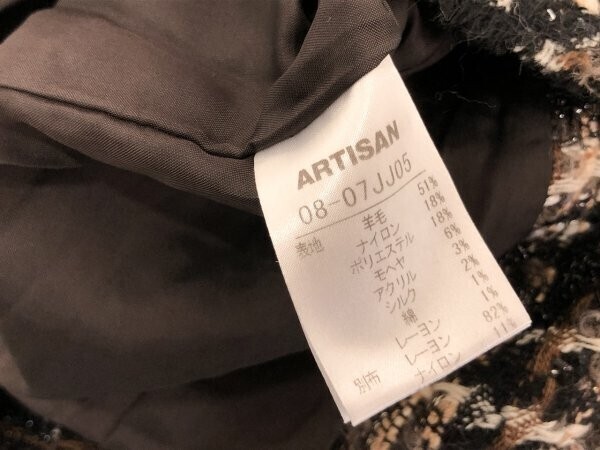 ARTISAN
08-07JJ05
表地 羊毛 51%
ナイロン 18%
ポリエステル 18%
モヘヤ 6%
アクリル 3%
シルク 2%
綿 1%
レーヨン 1%
別布 レーヨン 82%
ナイロン 11%